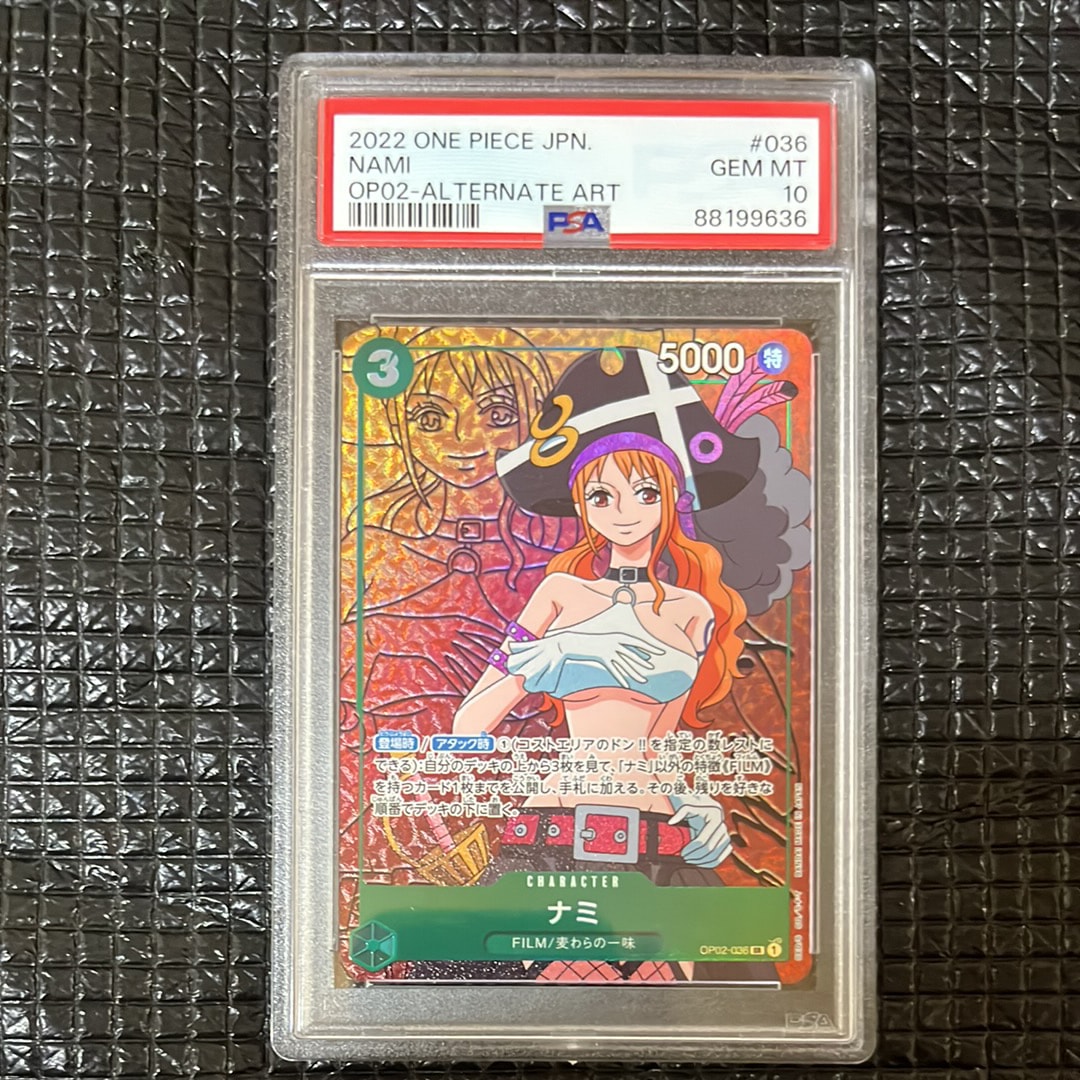 2022 ONE PIECE JPN. #036
NAMI GEM MT
OP02-ALTERNATE ART 10
PSA 88199636
3 5000 特
登場時 / アタック時 ①(コストエリアのドン!!を指定の数レストに
できる):自分のデッキの上から3枚を見て、「ナミ」以外の特徴《FILM》
を持つカード1枚までを公開し、手札に加える。その後、残りを好きな
順番でデッキの下に置く。
CHARACTER
ナミ
FILM/麦わらの一味
OP02-036 SR 1
PSA